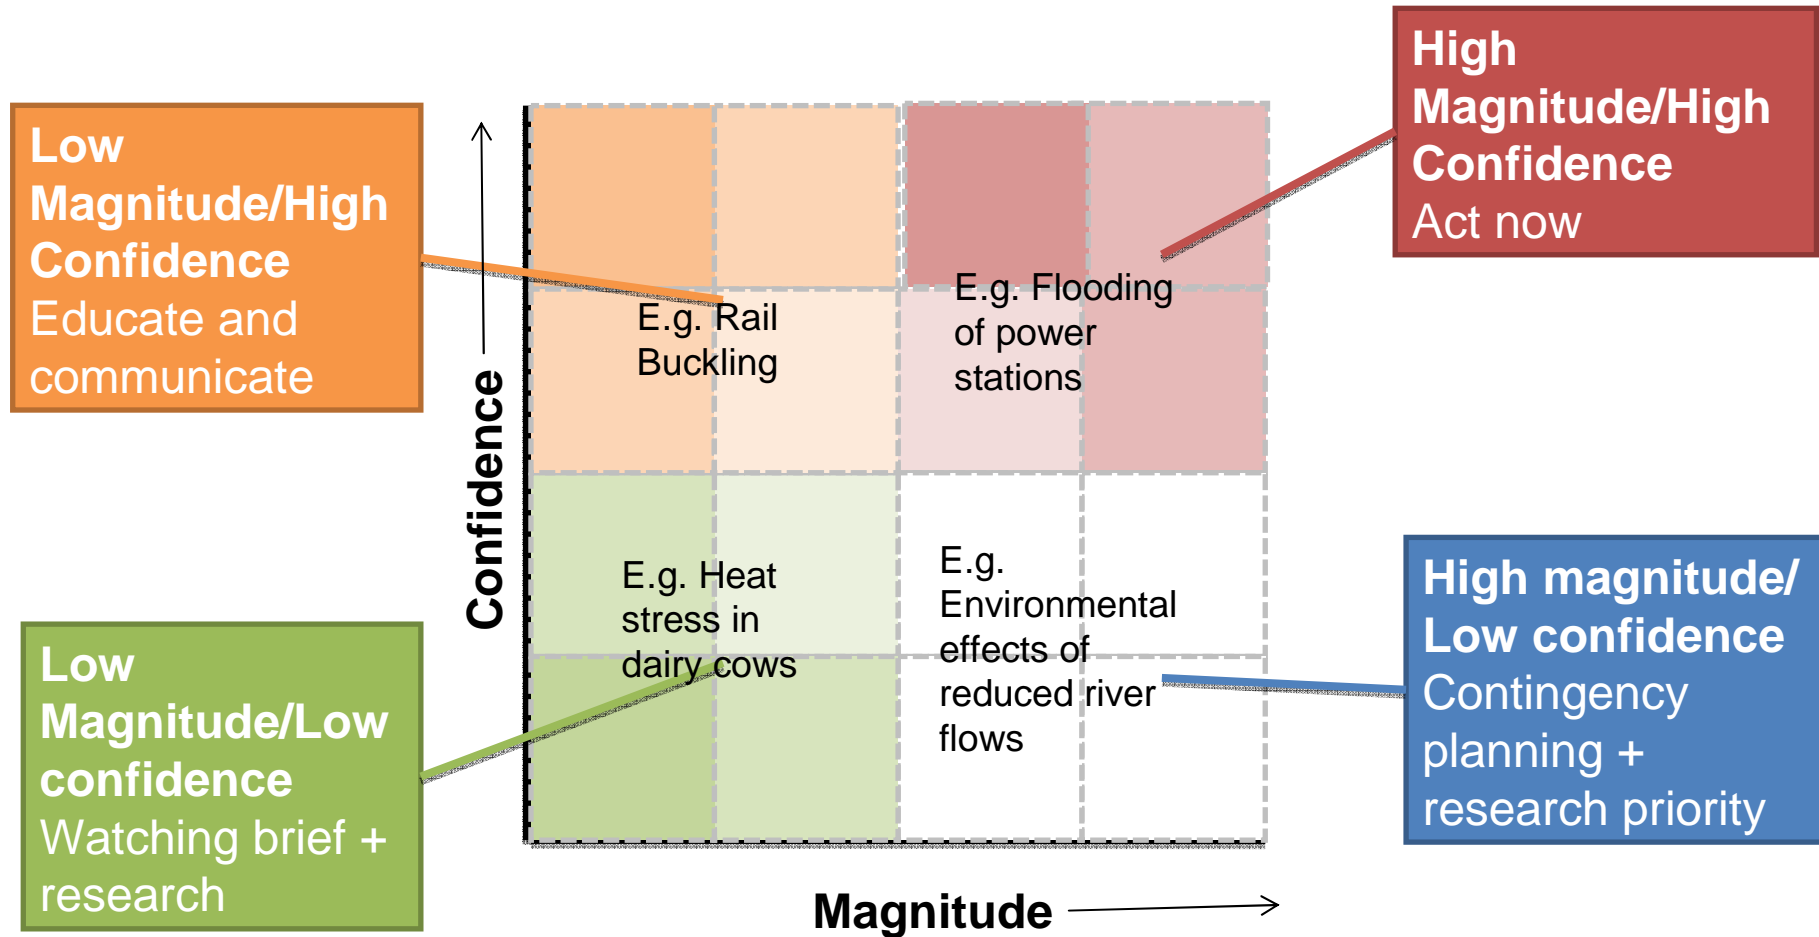 High
Magnitude/High
Confidence
Act now
Low
Magnitude/High
Confidence
Educate and
communicate
E.g. Rail
Buckling
E.g. Flooding
of power
stations
Confidence
E.g. Heat
stress in
dairy cows
E.g.
Environmental
effects of
reduced river
flows
High magnitude/
Low confidence
Contingency
planning +
research priority
Low
Magnitude/Low
confidence
Watching brief +
research
Magnitude